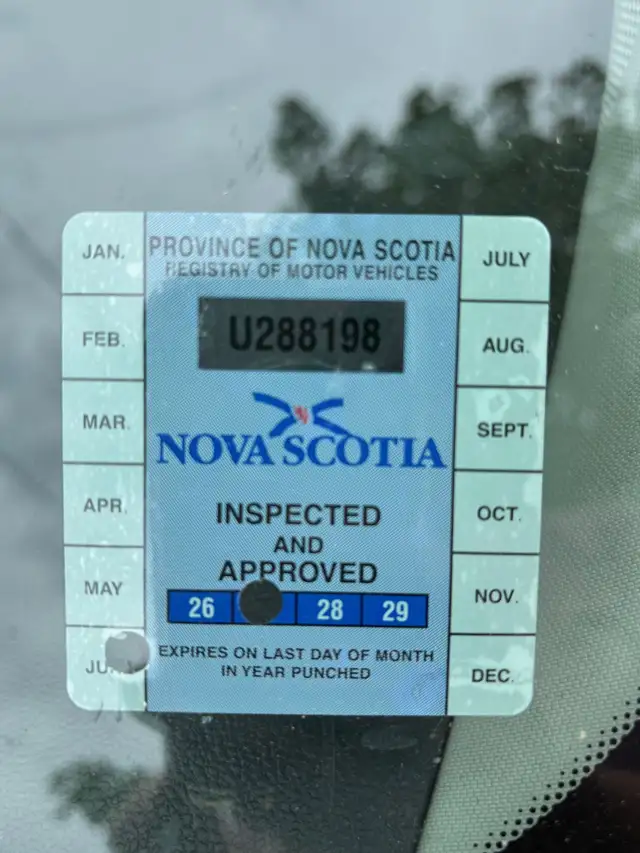 JAN.
FEB.
MAR.
APR.
MAY
PROVINCE OF NOVA SCOTIA
REGISTRY OF MOTOR VEHICLES
U288198
NOVA SCOTIA
INSPECTED
AND
APPROVED
26 28 29
EXPIRES ON LAST DAY OF MONTH
IN YEAR PUNCHED
JULY
AUG.
SEPT.
OCT.
NOV.
DEC.